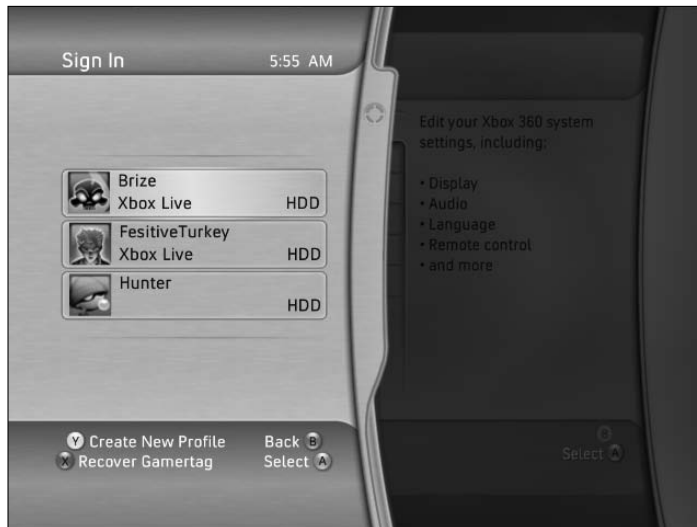 Sign In 5:55 AM
Brize
Xbox Live HDD
FesitiveTurkey
Xbox Live HDD
Hunter
HDD
Y Create New Profile Back B
X Recover Gamertag Select A
Edit your Xbox 360 system
settings, including:
• Display
• Audio
• Language
• Remote control
• and more
Select A